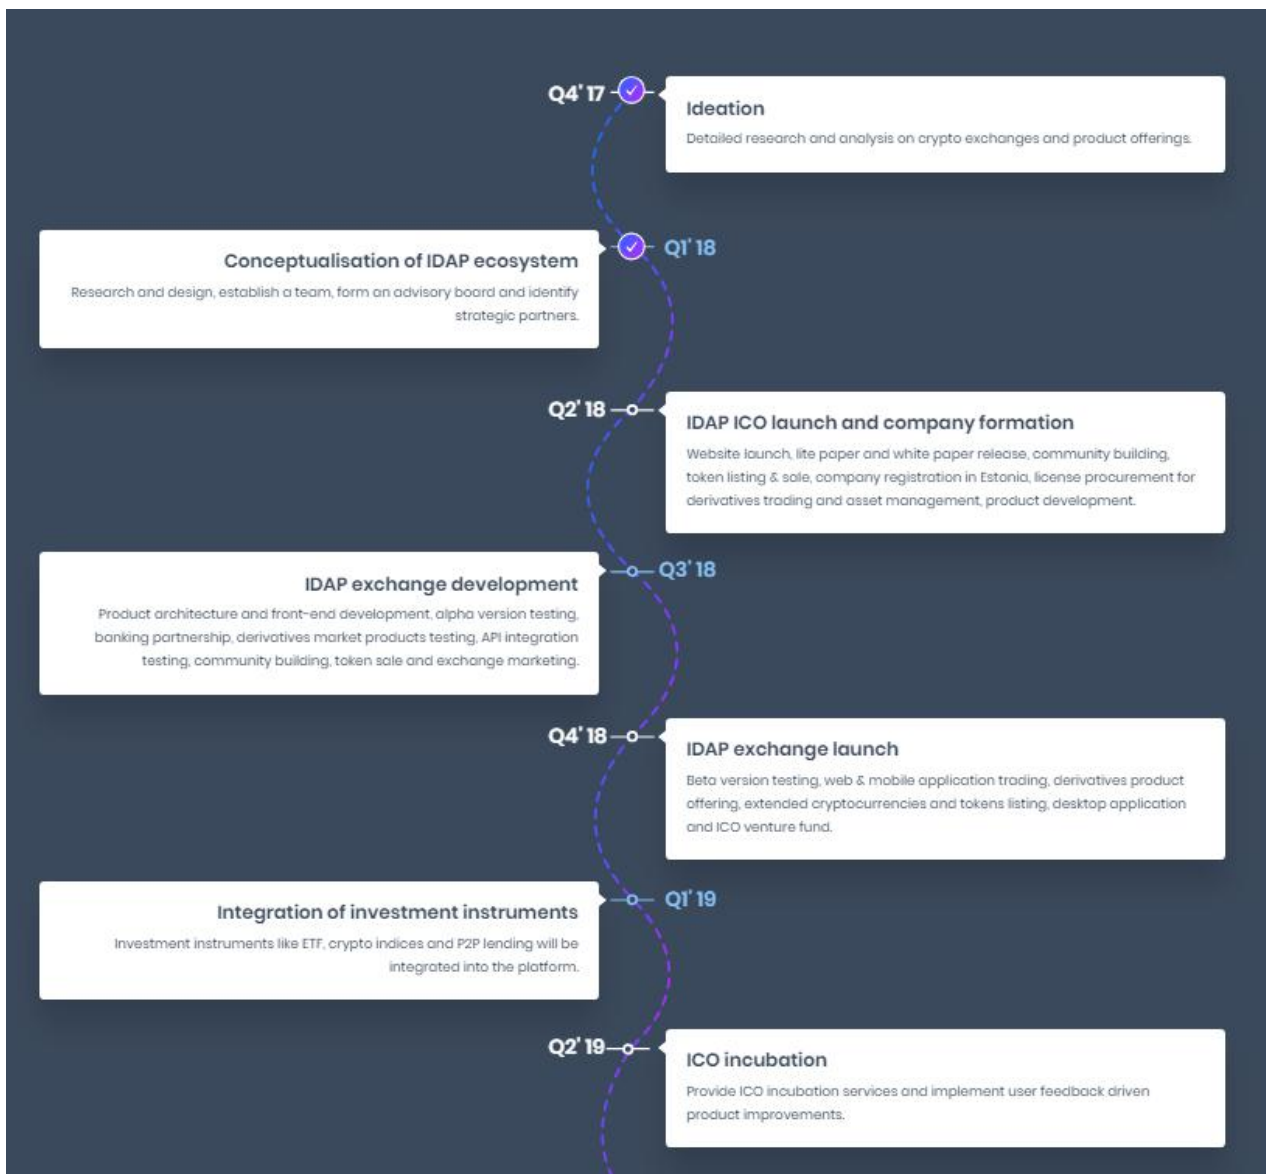 Q4' 17
Ideation
Detailed research and analysis on crypto exchanges and product offerings.
Q1' 18
Conceptualisation of IDAP ecosystem
Research and design, establish a team, form an advisory board and identify
strategic partners.
Q2' 18
IDAP ICO launch and company formation
Website launch, lite paper and white paper release, community building,
token listing & sale, company registration in Estonia, license procurement for
derivatives trading and asset management, product development.
Q3' 18
IDAP exchange development
Product architecture and front-end development, alpha version testing,
banking partnership, derivatives market products testing, API integration
testing, community building, token sale and exchange marketing.
Q4' 18
IDAP exchange launch
Beta version testing, web & mobile application trading, derivatives product
offering, extended cryptocurrencies and tokens listing, desktop application
and ICO venture fund.
Q1' 19
Integration of investment instruments
Investment instruments like ETF, crypto indices and P2P lending will be
integrated into the platform.
Q2' 19
ICO incubation
Provide ICO incubation services and implement user feedback driven
product improvements.